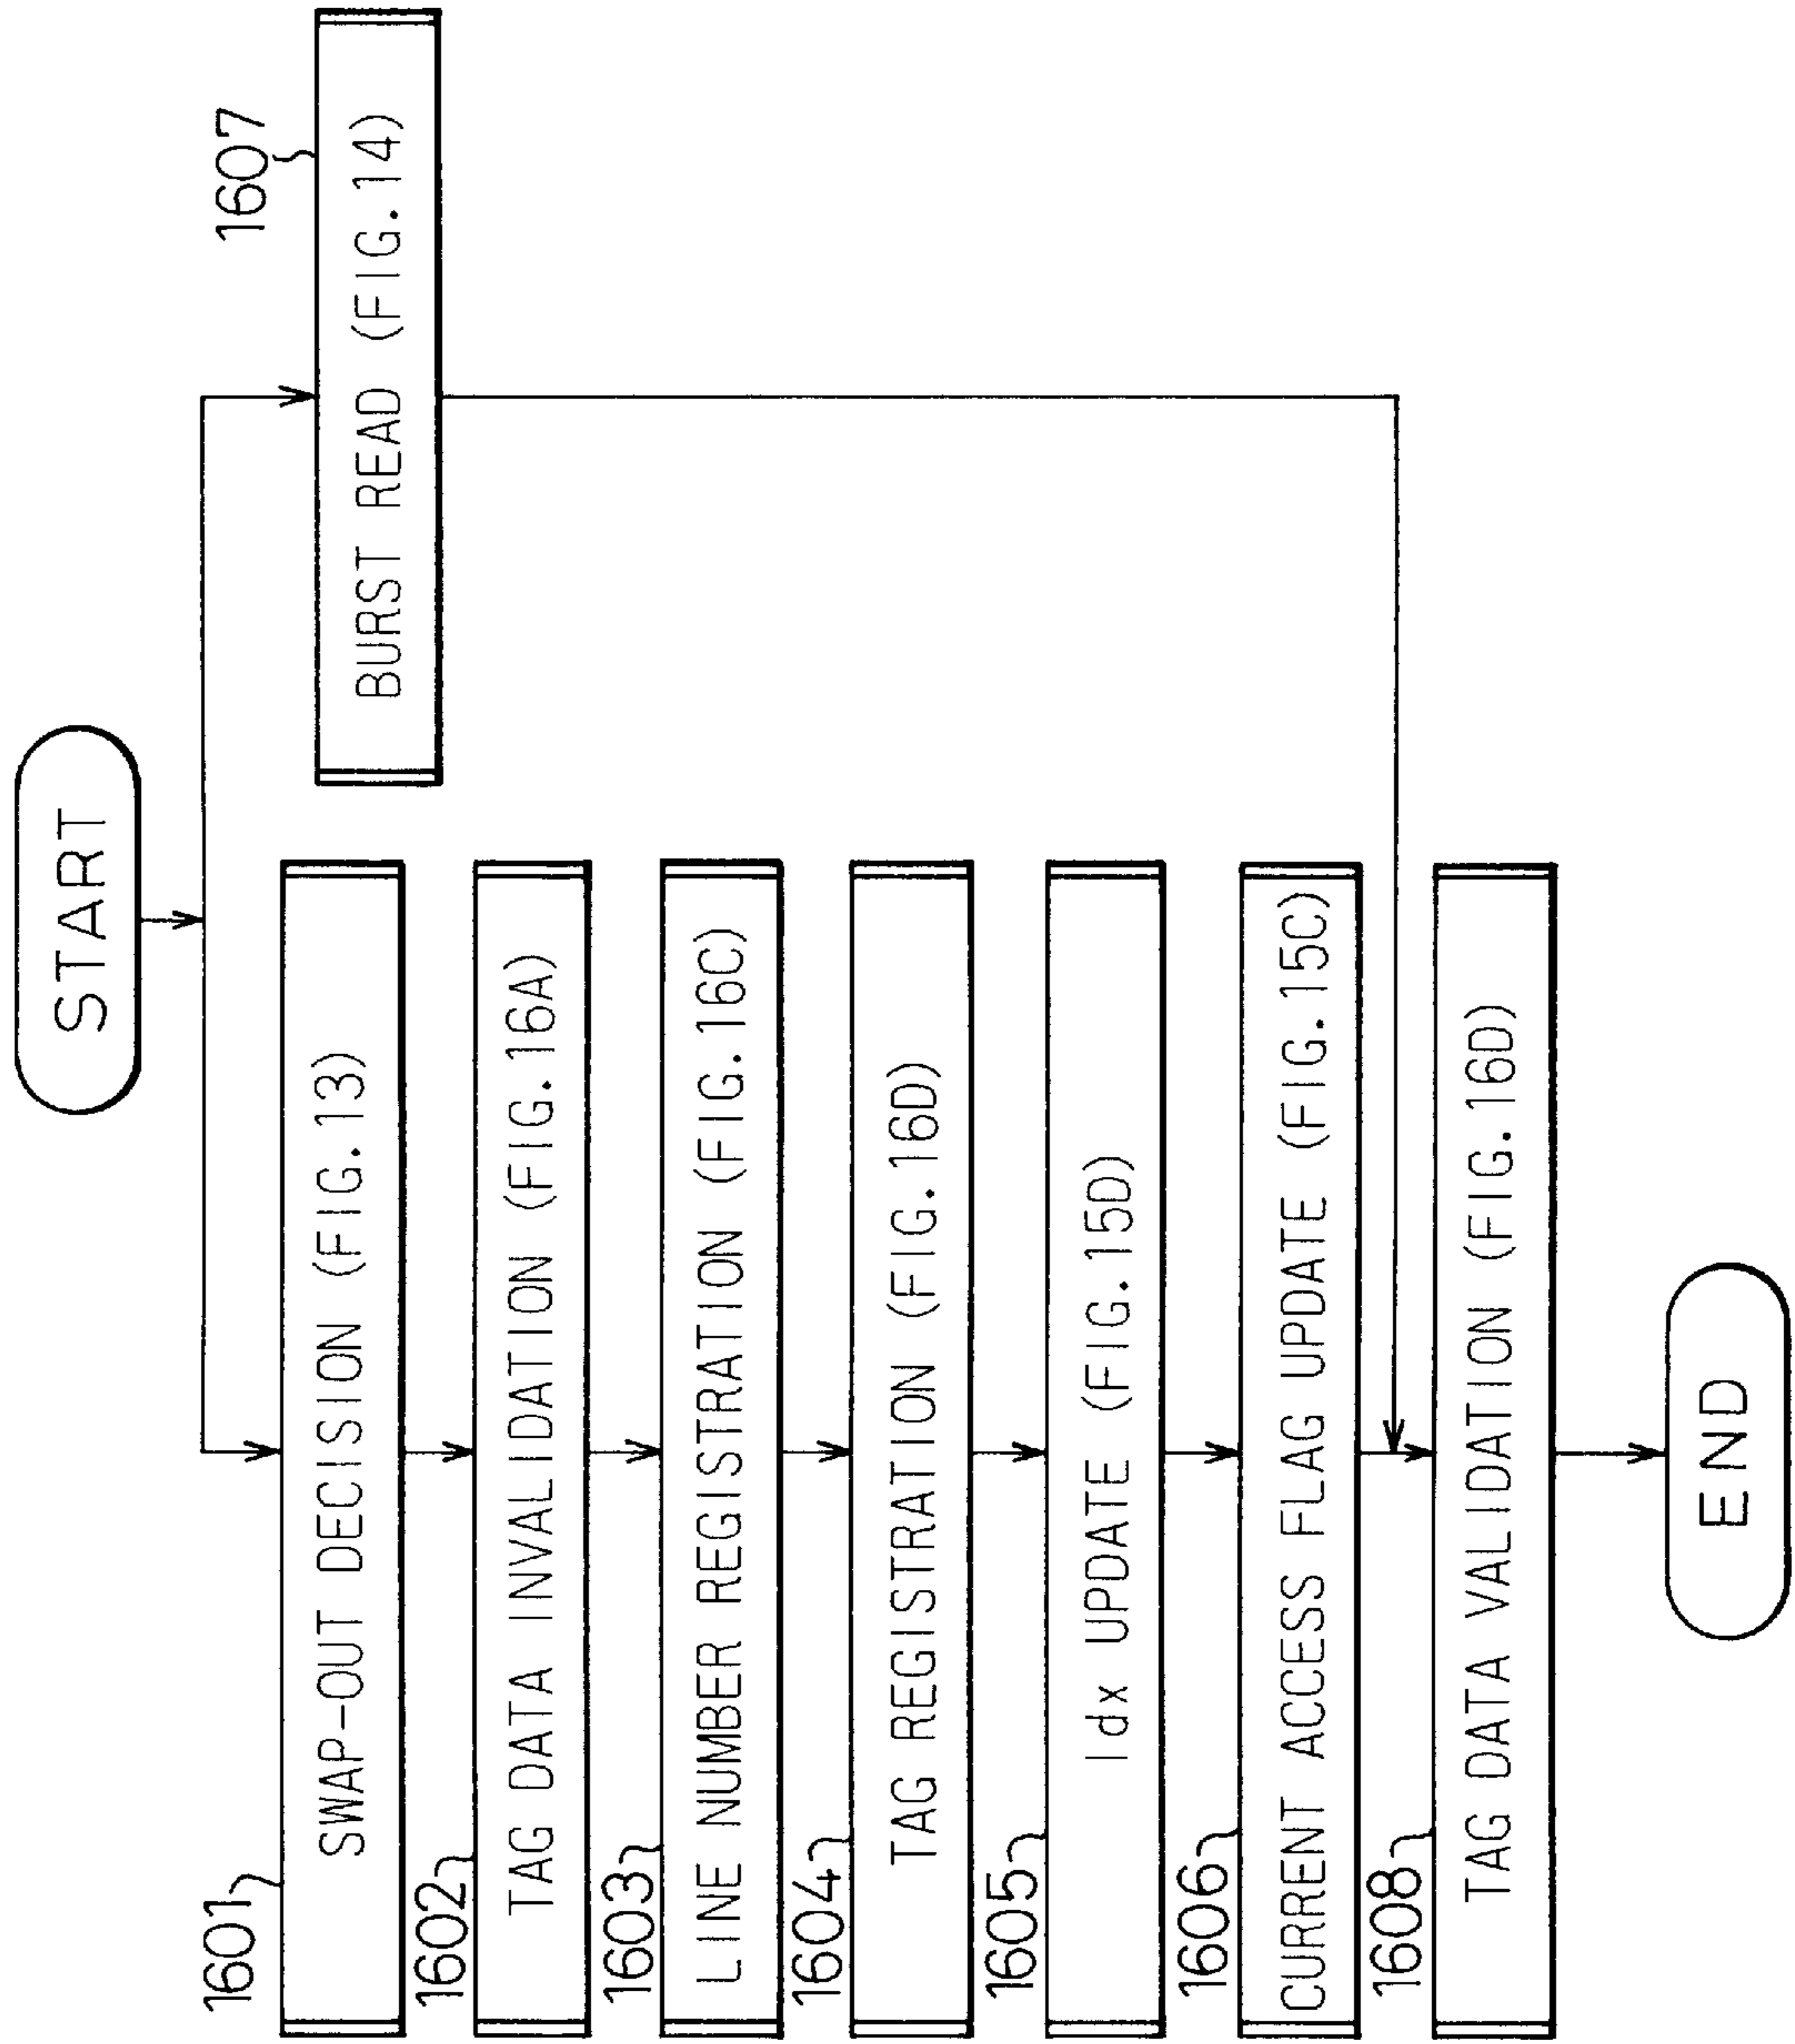 START
1601
SWAP-OUT DECISION (FIG.13)
1607
BURST READ (FIG.14)
1602
TAG DATA INVALIDATION (FIG.16A)
1603
LINE NUMBER REGISTRATION (FIG.16C)
1604
TAG REGISTRATION (FIG.16D)
1605
Idx UPDATE (FIG.15D)
1606
CURRENT ACCESS FLAG UPDATE (FIG.15C)
1608
TAG DATA VALIDATION (FIG.16D)
END